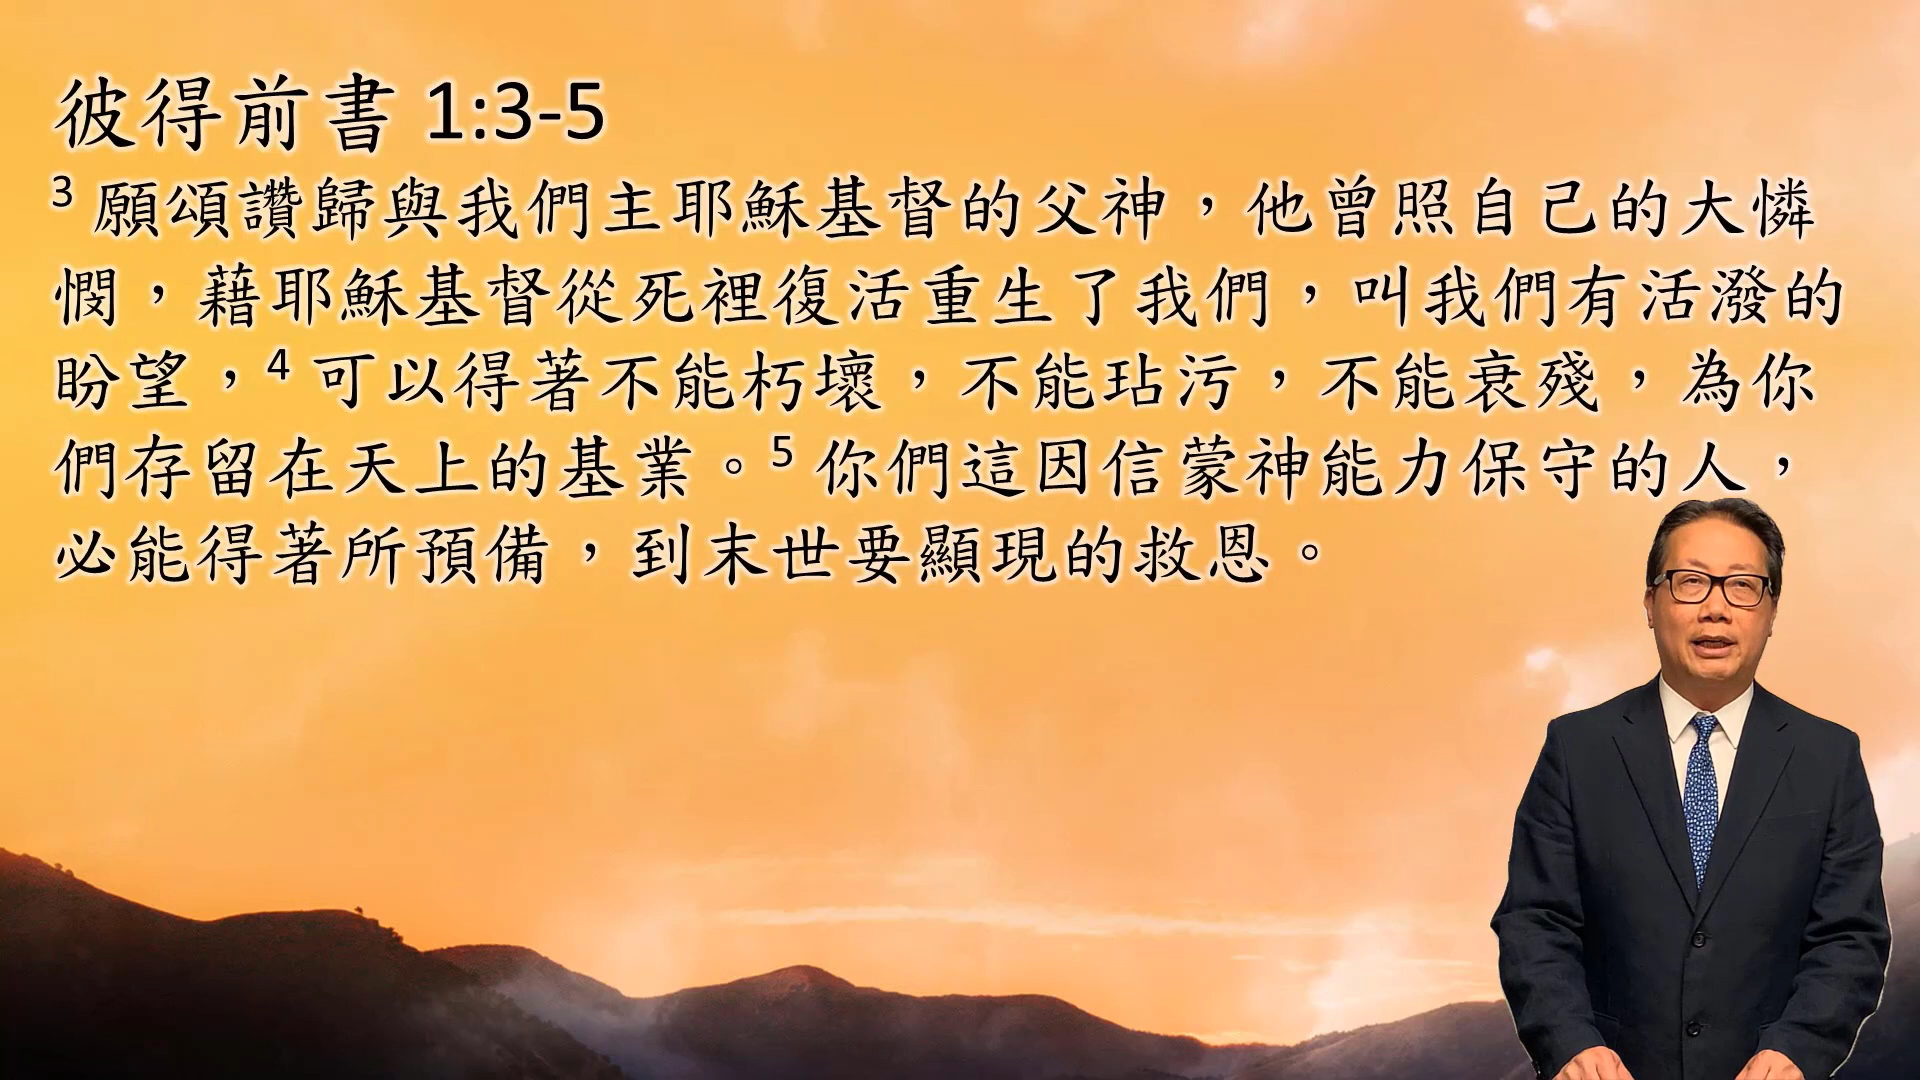 彼得前書 1:3-5
3 願頌讚歸與我們主耶穌基督的父神，他曾照自己的大憐
憫，藉耶穌基督從死裡復活重生了我們，叫我們有活潑的
盼望，4 可以得著不能朽壞，不能玷污，不能衰殘，為你
們存留在天上的基業。5 你們這因信蒙神能力保守的人，
必能得著所預備，到末世要顯現的救恩。